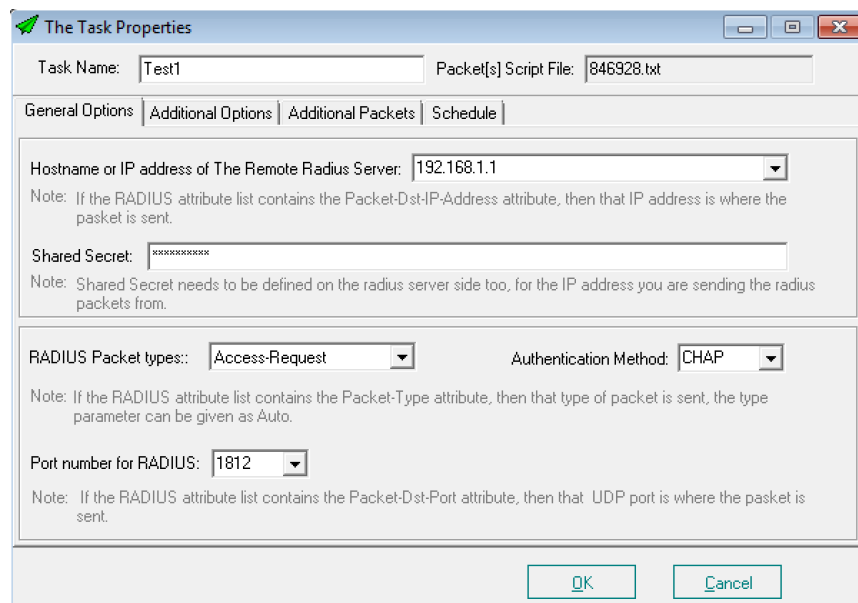 The Task Properties
Task Name: Test1 Packet[s] Script File: 846928.txt
General Options Additional Options Additional Packets Schedule
Hostname or IP address of The Remote Radius Server: 192.168.1.1
Note: If the RADIUS attribute list contains the Packet-Dst-IP-Address attribute, then that IP address is where the
pasket is sent.
Shared Secret: **********
Note: Shared Secret needs to be defined on the radius server side too, for the IP address you are sending the radius
packets from.
RADIUS Packet types:: Access-Request Authentication Method: CHAP
Note: If the RADIUS attribute list contains the Packet-Type attribute, then that type of packet is sent, the type
parameter can be given as Auto.
Port number for RADIUS: 1812
Note: If the RADIUS attribute list contains the Packet-Dst-Port attribute, then that UDP port is where the pasket is
sent.
OK Cancel